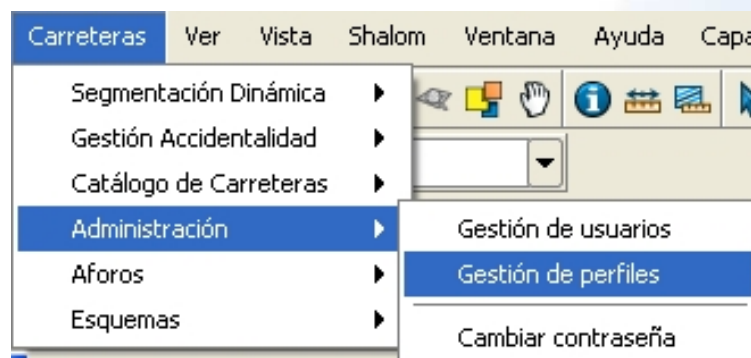 Carreteras Ver Vista Shalom Ventana Ayuda
Segmentación Dinámica
Gestión Accidentalidad
Catálogo de Carreteras
Administración
Gestión de usuarios
Aforos
Gestión de perfiles
Esquemas
Cambiar contraseña